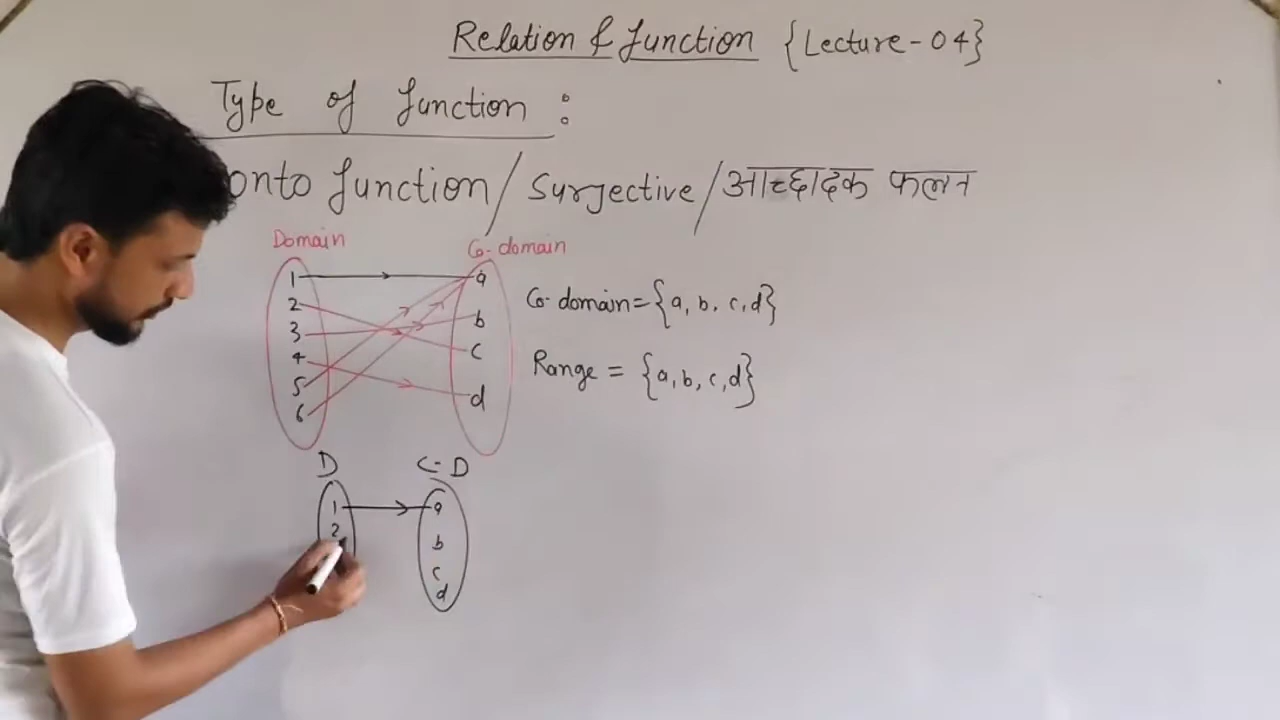 Relation & function {Lecture-04}
Type of function :
onto function / Surjective / आच्छादक फलन
Domain Co-domain
1 a
2 b
3 c
4 d
5
6
Co-domain = {a, b, c, d}
Range = {a, b, c, d}
D C-D
1 a
2 b
c
d